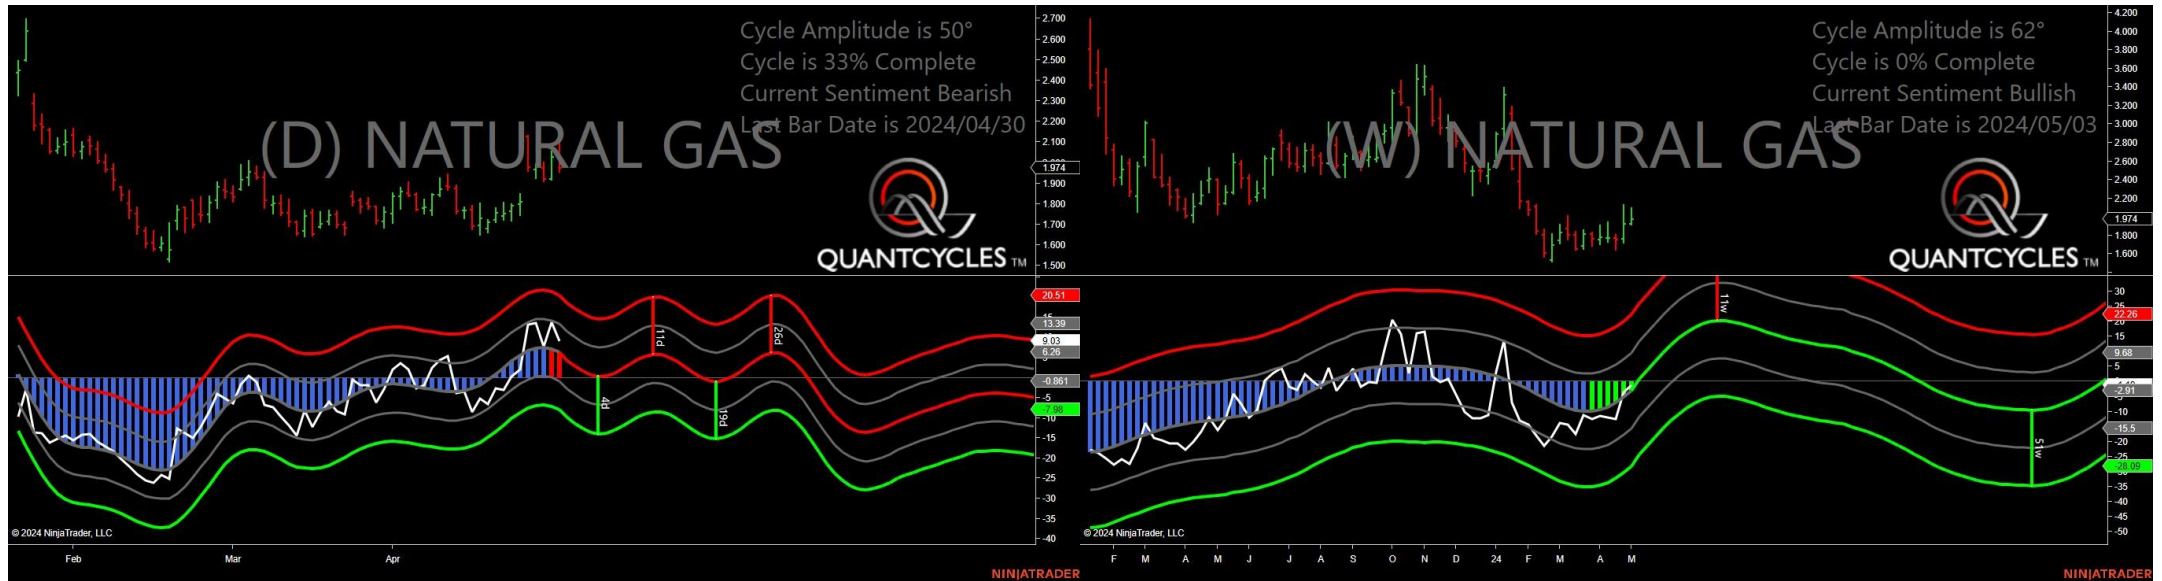 Cycle Amplitude is 50°
Cycle is 33% Complete
Current Sentiment Bearish
Last Bar Date is 2024/04/30
(D) NATURAL GAS
QUANTCYCLES TM
2.700
2.600
2.500
2.400
2.300
2.200
2.100
1.974
1.900
1.800
1.700
1.600
1.500
20.51
13.39
9.03
6.26
-0.861
-5
-7.98
-10
-15
-20
-25
-30
-35
-40
4d
11d
19d
26d
© 2024 NinjaTrader, LLC
Feb Mar Apr
NINJATRADER
Cycle Amplitude is 62°
Cycle is 0% Complete
Current Sentiment Bullish
Last Bar Date is 2024/05/03
(W) NATURAL GAS
QUANTCYCLES TM
4.200
4.000
3.800
3.600
3.400
3.200
3.000
2.800
2.600
2.400
2.200
1.974
1.800
1.600
30
25
22.26
20
15
9.68
5
-2.91
-10
-15.5
-20
-25
-28.09
-35
-40
-45
-50
11w
51w
© 2024 NinjaTrader, LLC
F M A M J J A S O N D 24 F M A M
NINJATRADER